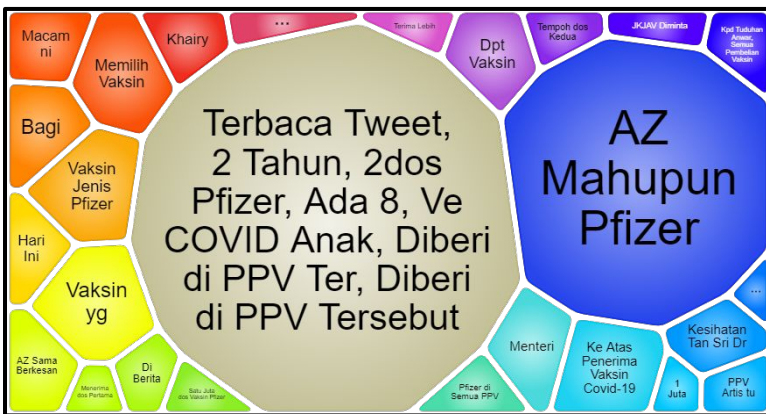 Macam
ni
Memilih
Vaksin
Khairy
...
Terima Lebih
Dpt
Vaksin
Tempoh dos
Kedua
JKJAV Diminta
Kpd Tuduhan
Anwar,
Semua
Pembelian
Vaksin
Bagi
Vaksin
Jenis
Pfizer
Terbaca Tweet,
2 Tahun, 2dos
Pfizer, Ada 8, Ve
COVID Anak, Diberi
di PPV Ter, Diberi
di PPV Tersebut
AZ
Mahupun
Pfizer
Hari
Ini
Vaksin
yg
...
AZ Sama
Berkesan
Menerima
dos Pertama
Di
Berita
Satu Juta
dos Vaksin Pfizer
Pfizer di
Semua PPV
Menteri
Ke Atas
Penerima
Vaksin
Covid-19
Kesihatan
Tan Sri Dr
1
Juta
PPV
Artis tu